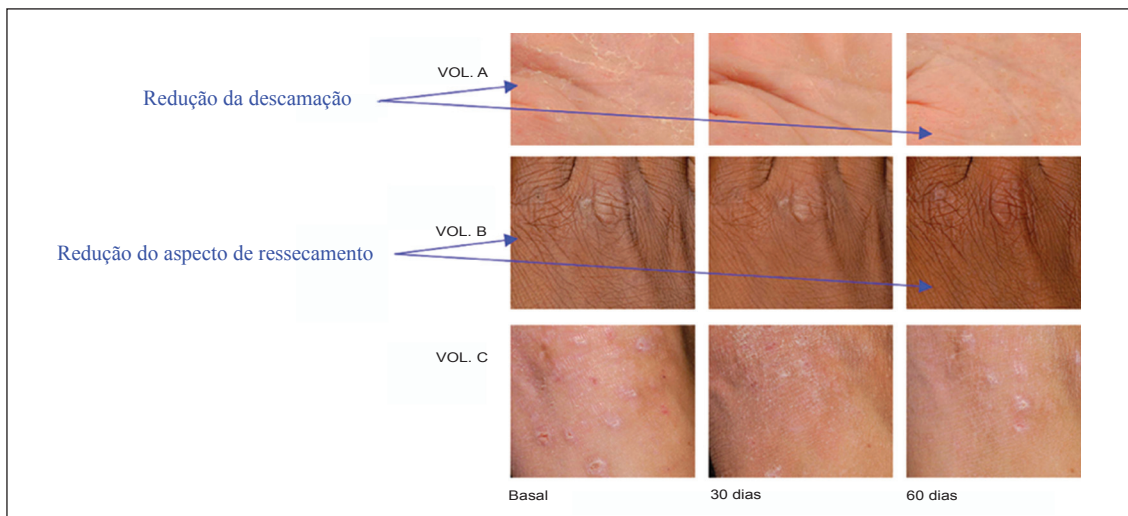 VOL. A
Redução da descamação
VOL. B
Redução do aspecto de ressecamento
VOL. C
Basal 30 dias 60 dias